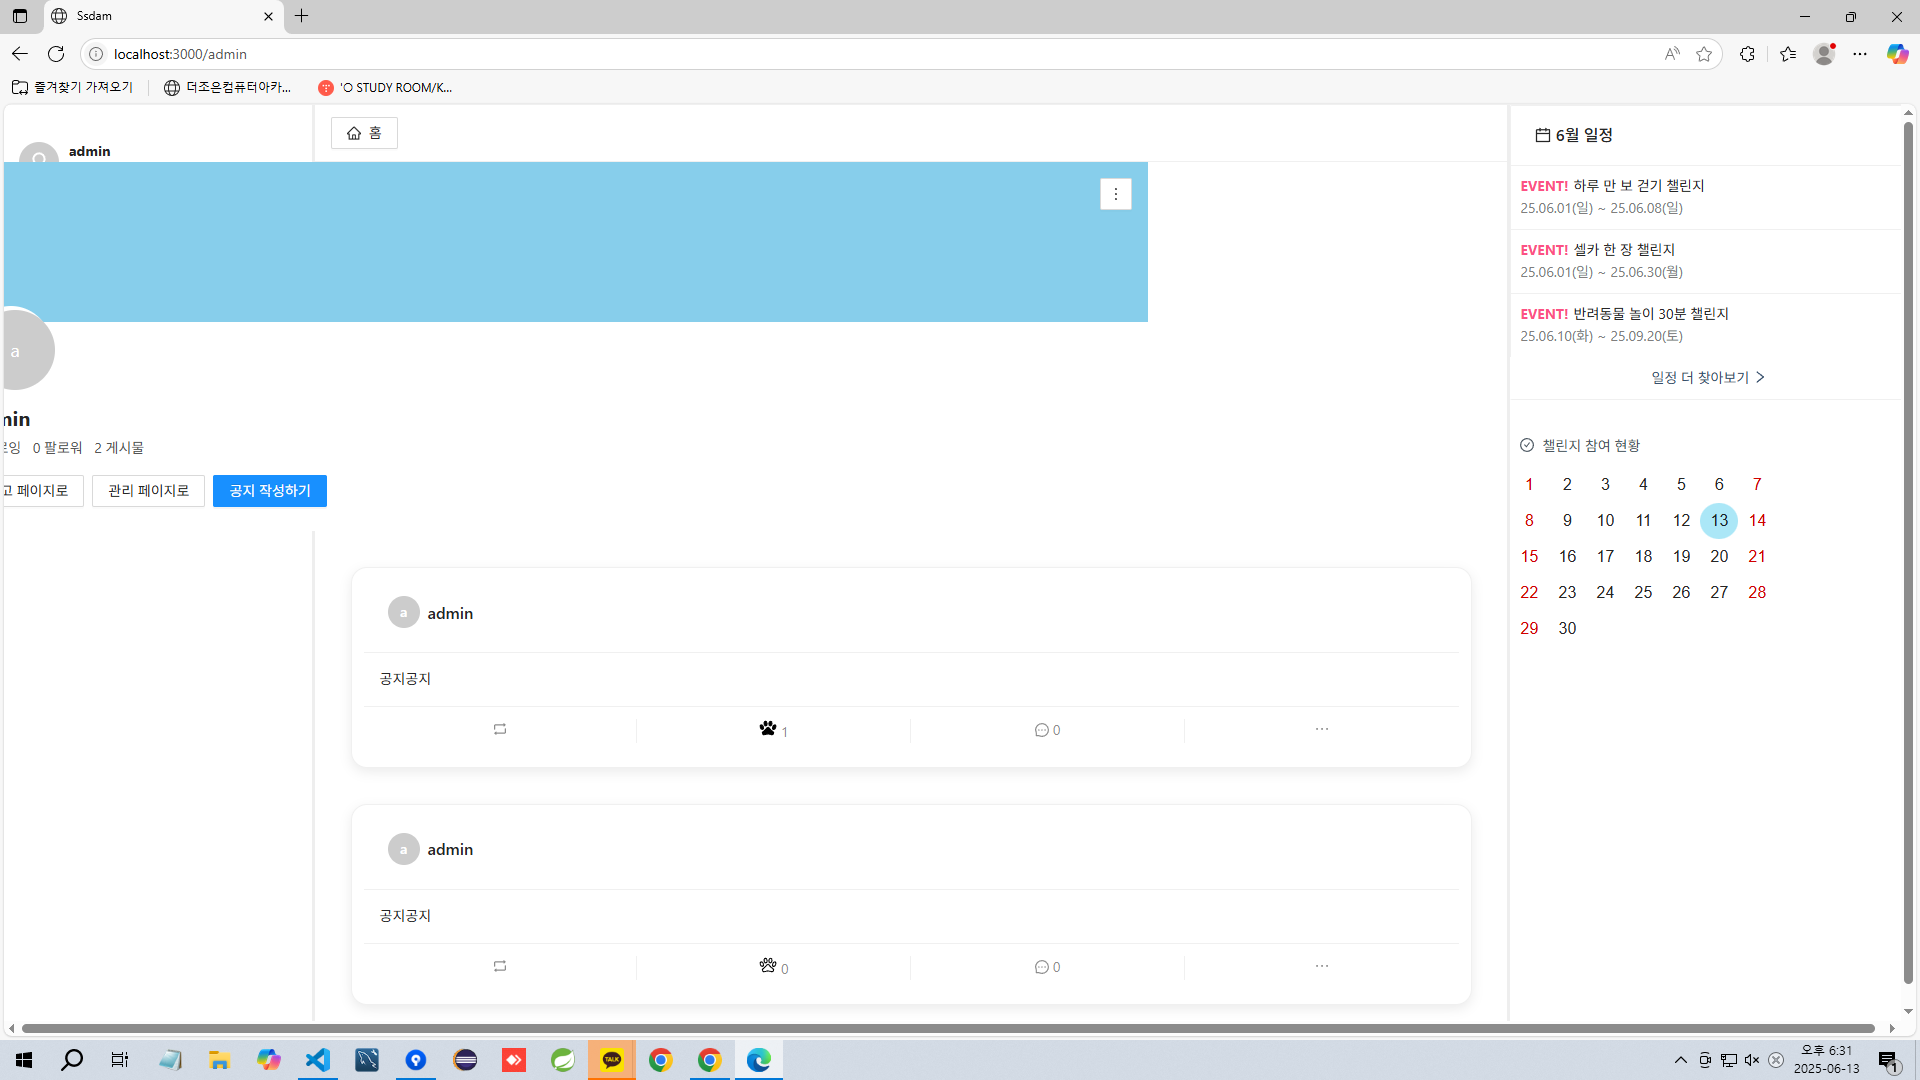 Ssdam
localhost:3000/admin
즐겨찾기 가져오기
더조은컴퓨터아카...
'O STUDY ROOM/K...
admin
홈
a
min
0 팔로워 2 게시물
페이지로
관리 페이지로
공지 작성하기
a admin
공지공지
1
0
a admin
공지공지
0
0
6월 일정
EVENT! 하루 만 보 걷기 챌린지
25.06.01(일) ~ 25.06.08(일)
EVENT! 셀카 한 장 챌린지
25.06.01(일) ~ 25.06.30(월)
EVENT! 반려동물 놀이 30분 챌린지
25.06.10(화) ~ 25.09.20(토)
일정 더 찾아보기
챌린지 참여 현황
1 2 3 4 5 6 7
8 9 10 11 12 13 14
15 16 17 18 19 20 21
22 23 24 25 26 27 28
29 30
TALK
오후 6:31
2025-06-13
1